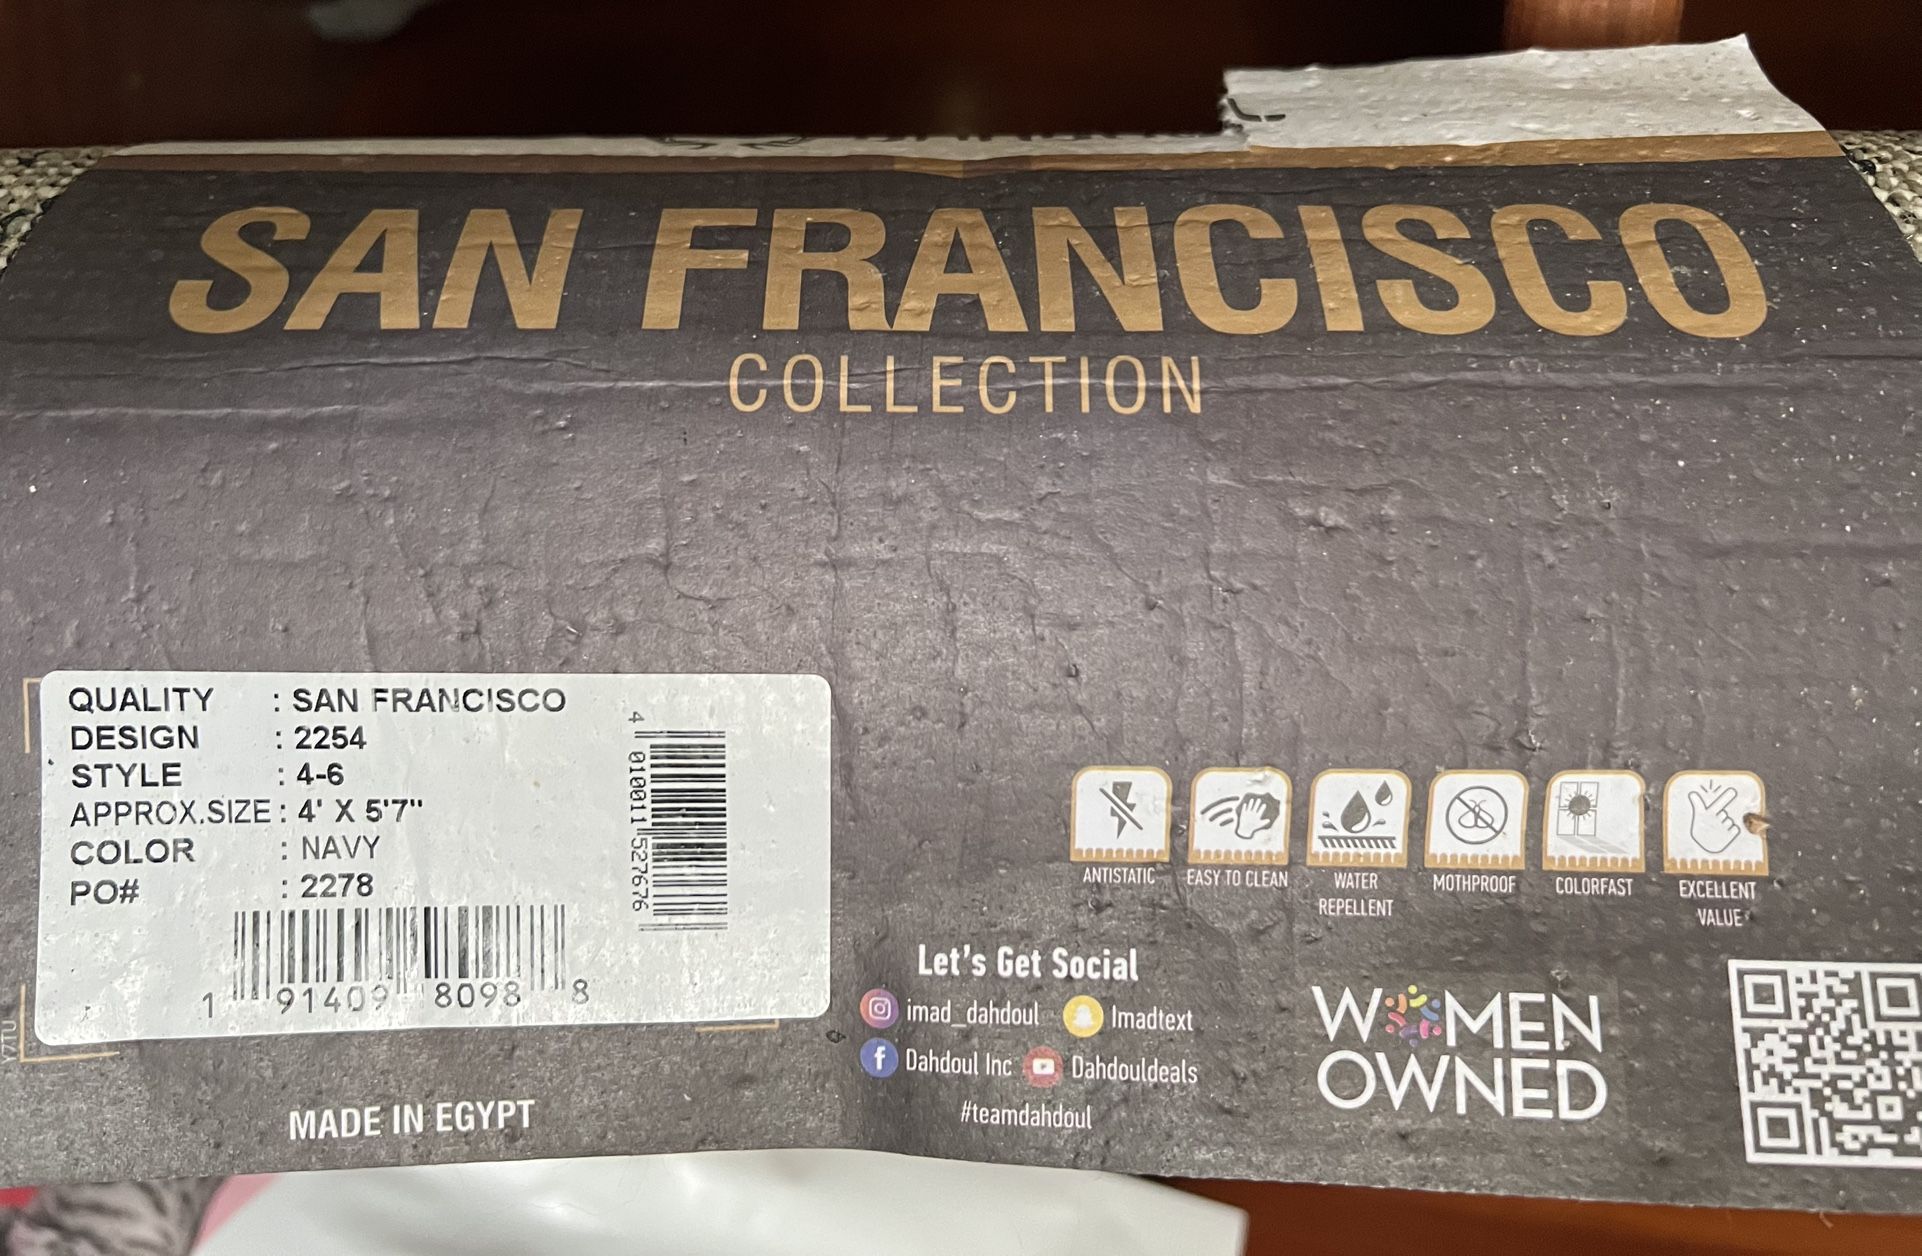 SAN FRANCISCO
COLLECTION
QUALITY : SAN FRANCISCO
DESIGN : 2254
STYLE : 4-6
APPROX.SIZE : 4' X 5'7"
COLOR : NAVY
PO# : 2278
1 91409 8098 8
4 010011 527676
MADE IN EGYPT
ANTISTATIC
EASY TO CLEAN
WATER
REPELLENT
MOTHPROOF
COLORFAST
EXCELLENT
VALUE
Let's Get Social
imad_dahdoul Imadtext
Dahdoul Inc Dahdouldeals
#teamdahdoul
WOMEN
OWNED